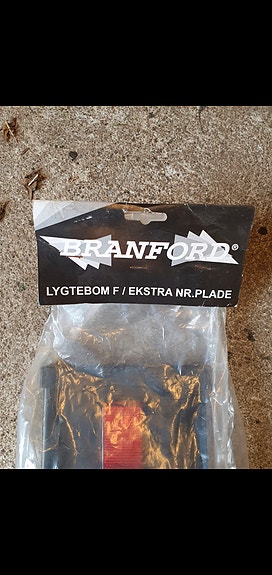 BRANFORD®
LYGTEBOM F / EKSTRA NR.PLADE